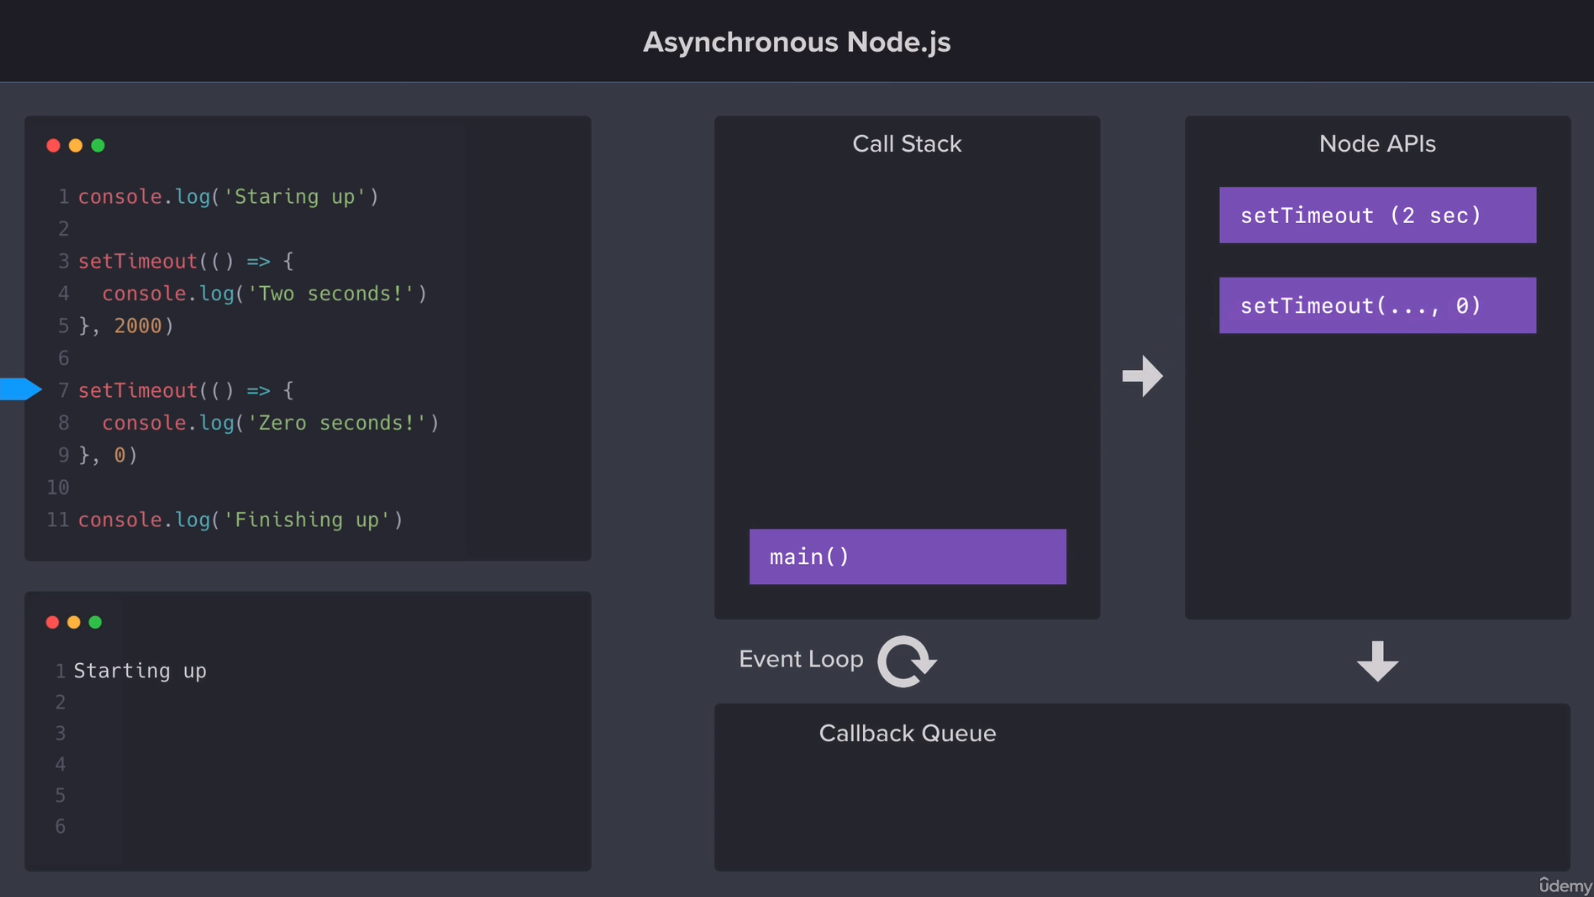 Asynchronous Node.js
1 console.log('Staring up')
2
3 setTimeout(() => {
4   console.log('Two seconds!')
5 }, 2000)
6
7 setTimeout(() => {
8   console.log('Zero seconds!')
9 }, 0)
10
11 console.log('Finishing up')
1 Starting up
2
3
4
5
6
Call Stack
main()
Node APIs
setTimeout (2 sec)
setTimeout(..., 0)
Event Loop
Callback Queue
ûdemy